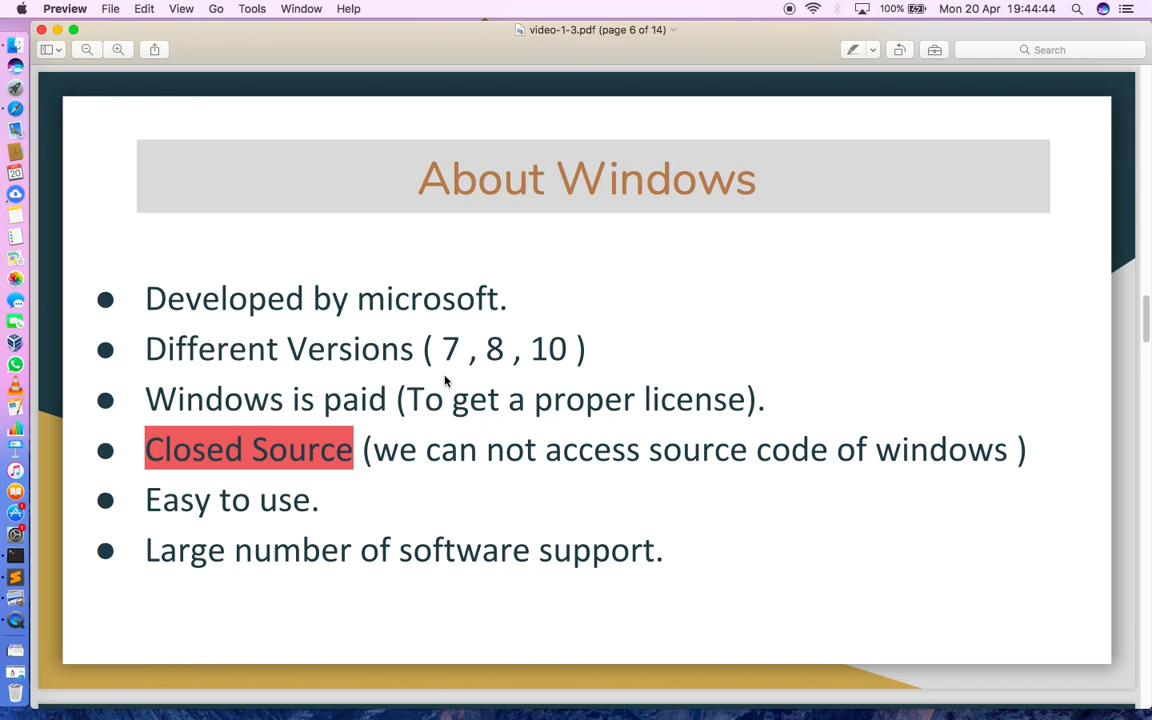 Preview File Edit View Go Tools Window Help 100% Mon 20 Apr 19:44:44
video-1-3.pdf (page 6 of 14)
Search
About Windows
● Developed by microsoft.
● Different Versions ( 7 , 8 , 10 )
● Windows is paid (To get a proper license).
● Closed Source (we can not access source code of windows )
● Easy to use.
● Large number of software support.